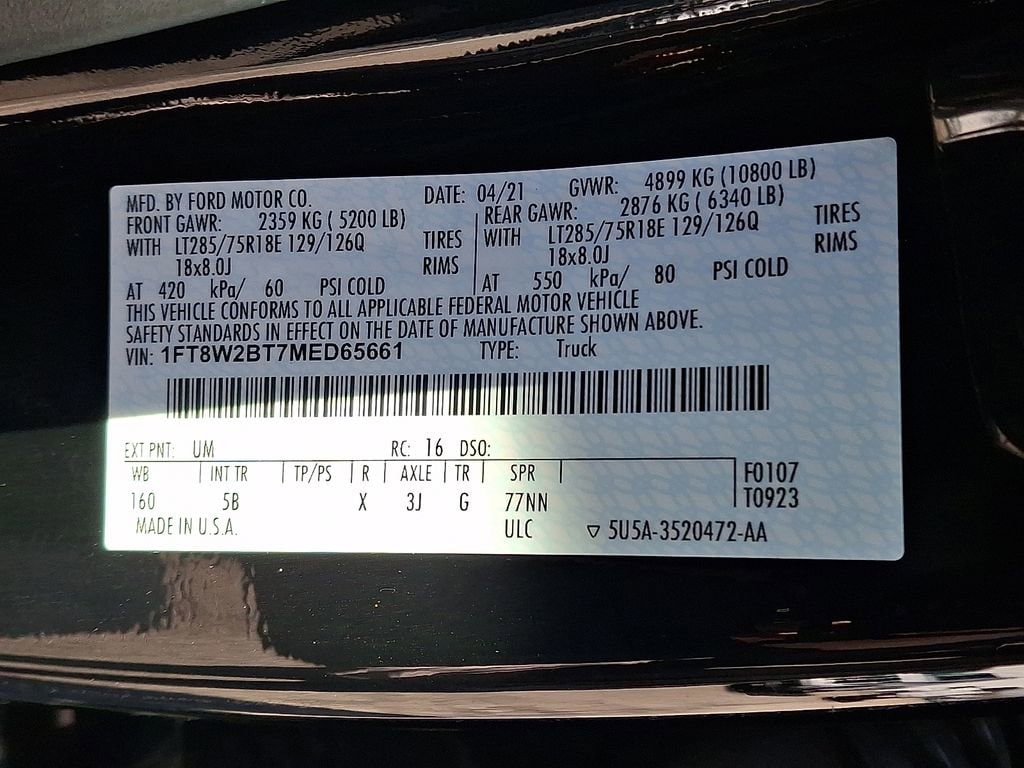 MFD. BY FORD MOTOR CO. DATE: 04/21 GVWR: 4899 KG (10800 LB)
FRONT GAWR: 2359 KG ( 5200 LB) REAR GAWR: 2876 KG ( 6340 LB)
WITH LT285/75R18E 129/126Q TIRES WITH LT285/75R18E 129/126Q TIRES
18x8.0J RIMS 18x8.0J RIMS
AT 420 kPa/ 60 PSI COLD AT 550 kPa/ 80 PSI COLD
THIS VEHICLE CONFORMS TO ALL APPLICABLE FEDERAL MOTOR VEHICLE
SAFETY STANDARDS IN EFFECT ON THE DATE OF MANUFACTURE SHOWN ABOVE.
VIN: 1FT8W2BT7MED65661 TYPE: Truck
EXT PNT: UM RC: 16 DSO:
WB INT TR TP/PS R AXLE TR SPR F0107
160 5B X 3J G 77NN T0923
MADE IN U.S.A. ULC ▽ 5U5A-3520472-AA